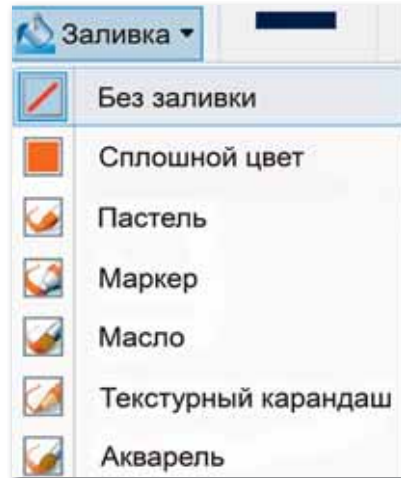 Заливка
Без заливки
Сплошной цвет
Пастель
Маркер
Масло
Текстурный карандаш
Акварель